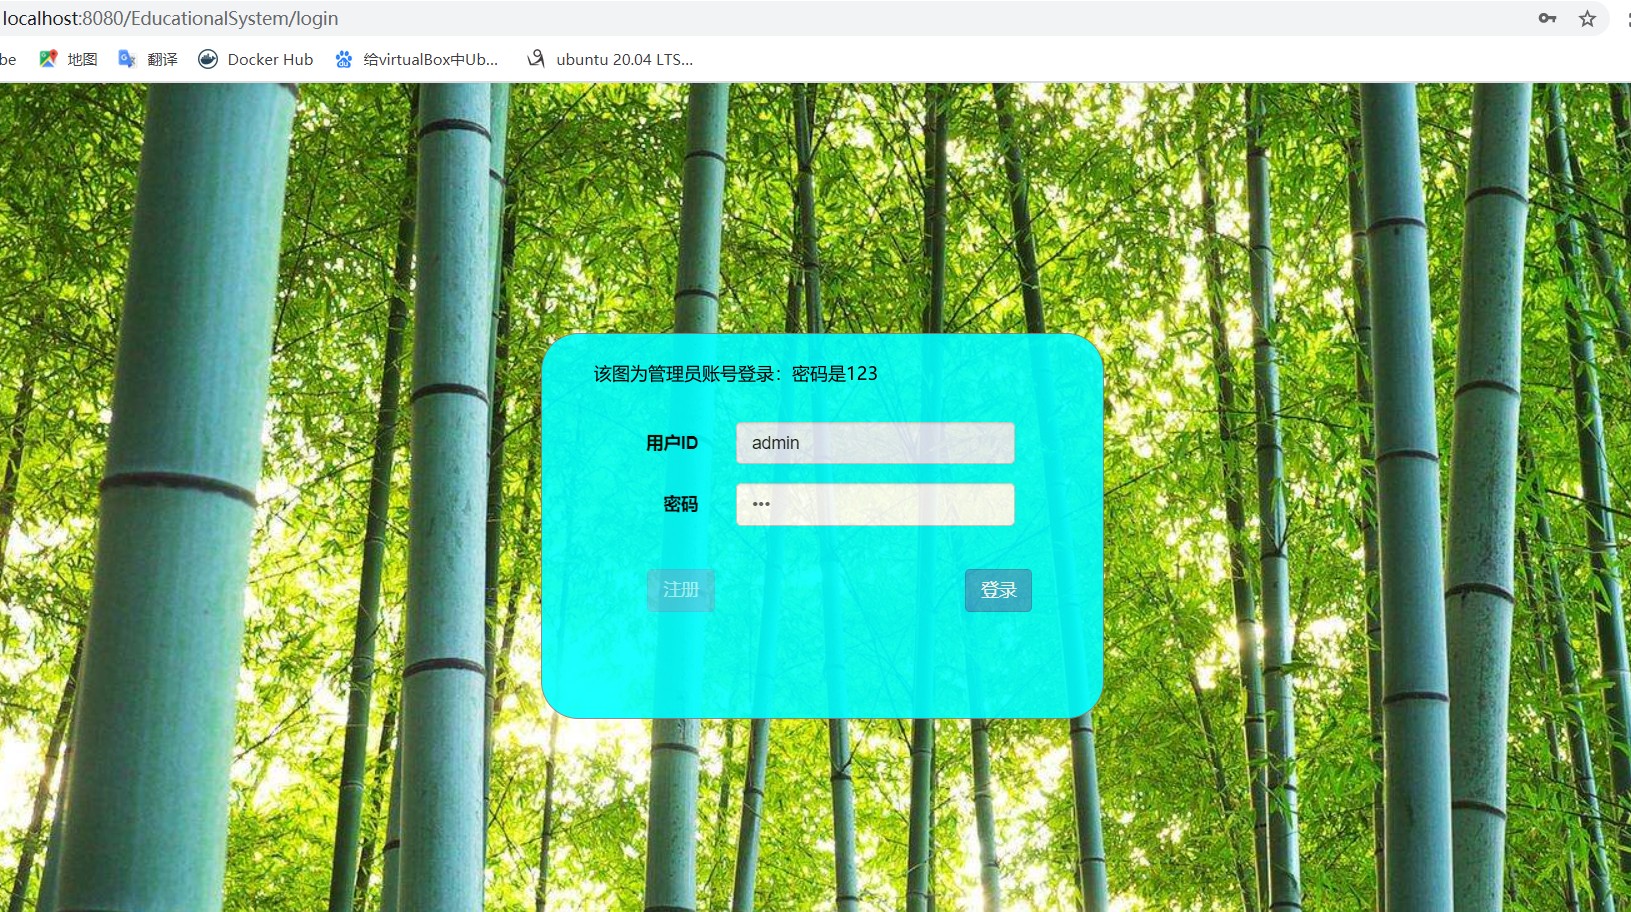 localhost:8080/EducationalSystem/login
be 地图 翻译 Docker Hub 给virtualBox中Ub... ubuntu 20.04 LTS...
该图为管理员账号登录：密码是123
用户ID admin
密码 •••
注册 登录